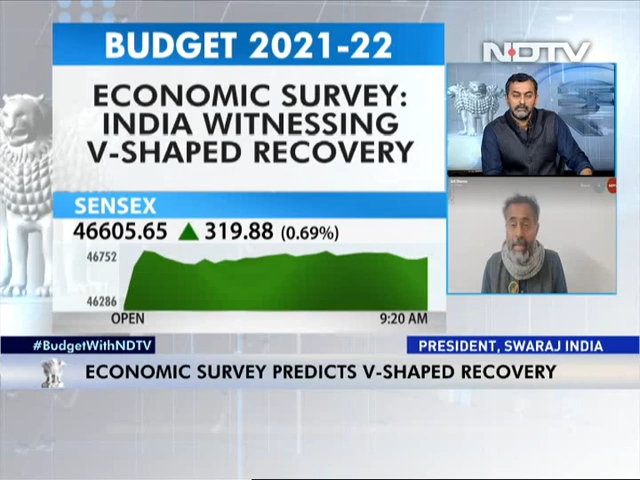 BUDGET 2021-22
NDTV
ECONOMIC SURVEY:
INDIA WITNESSING
V-SHAPED RECOVERY
SENSEX
46605.65 ▲ 319.88 (0.69%)
46752
46286
OPEN 9:20 AM
#BudgetWithNDTV
PRESIDENT, SWARAJ INDIA
ECONOMIC SURVEY PREDICTS V-SHAPED RECOVERY